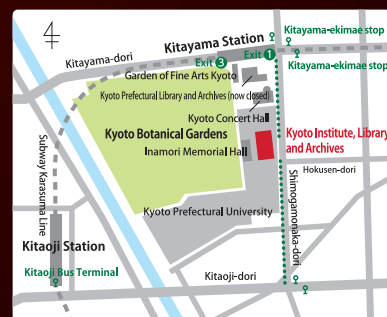 Kitayama-ekimae stop
Kitayama Station
Kitayama-dori
Exit 1
Exit 3
Kitayama-ekimae stop
Garden of Fine Arts Kyoto
Kyoto Prefectural Library and Archives (now closed)
Kyoto Concert Hall
Kyoto Botanical Gardens
Kyoto Institute, Library
and Archives
Inamori Memorial Hall
Hokusen-dori
Subway Karasuma Line
Shimogamonaka-dori
Kyoto Prefectural University
Kitaoji Station
Kitaoji Bus Terminal
Kitaoji-dori